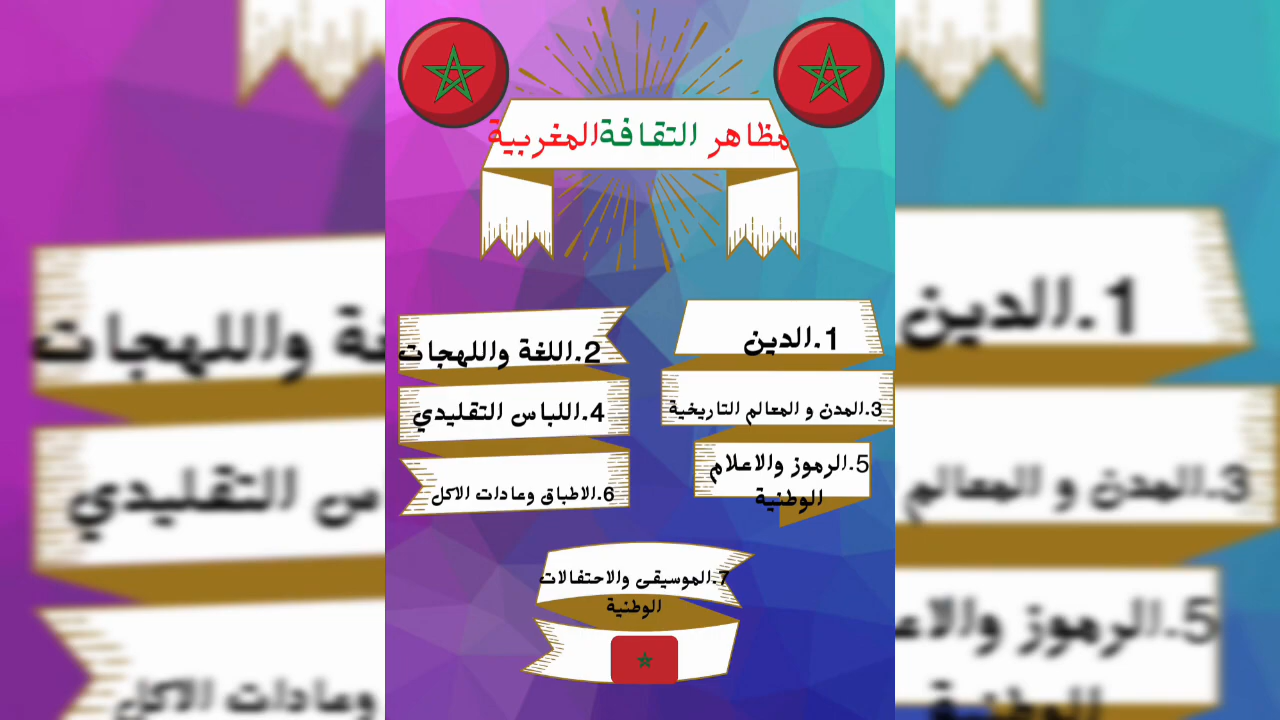 مظاهر التقافة المغربية
1.الدين
2.اللغة واللهجات
3.المدن و المعالم التاريخية
4.اللباس التقليدي
5.الرموز والاعلام
الوطنية
6.الاطباق وعادات الاكل
7.الموسيقى والاحتفالات
الوطنية